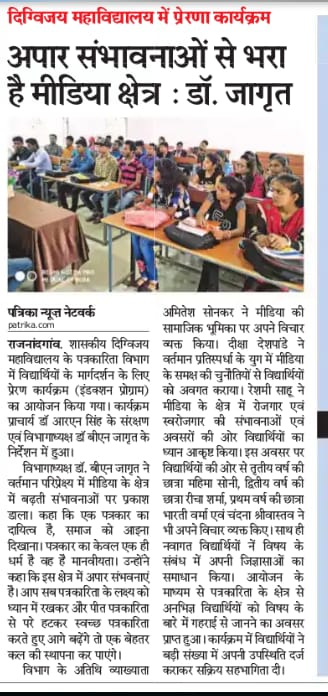 दिग्विजय महाविद्यालय में प्रेरणा कार्यक्रम
अपार संभावनाओं से भरा
है मीडिया क्षेत्र : डॉ. जागृत
पत्रिका न्यूज नेटवर्क
patrika.com
राजनांदगांव. शासकीय दिग्विजय
महाविद्यालय के पत्रकारिता विभाग
में विद्यार्थियों के मार्गदर्शन के लिए
प्रेरण कार्यक्रम (इंडक्शन प्रोग्राम)
का आयोजन किया गया। कार्यक्रम
प्राचार्य डॉ आरएन सिंह के संरक्षण
एवं विभागाध्यक्ष डॉ बीएन जागृत के
निर्देशन में हुआ।
विभागाध्यक्ष डॉ. बीएन जागृत ने
वर्तमान परिप्रेक्ष्य में मीडिया के क्षेत्र
में बढ़ती संभावनाओं पर प्रकाश
डाला। कहा कि एक पत्रकार का
दायित्व है, समाज को आइना
दिखाना। पत्रकार का केवल एक ही
धर्म है वह है मानवीयता। उन्होंने
कहा कि इस क्षेत्र में अपार संभवनाएं
है। आप सब पत्रकारिता के लक्ष्य को
ध्यान में रखकर और पीत पत्रकारिता
से परे हटकर स्वच्छ पत्रकारिता
करते हुए आगे बढ़ेंगे तो एक बेहतर
कल की स्थापना कर पाएंगे।
विभाग के अतिथि व्याख्याता
अमितेश सोनकर ने मीडिया की
सामाजिक भूमिका पर अपने विचार
व्यक्त किया। दीक्षा देशपांडे ने
वर्तमान प्रतिस्पर्धा के युग में मीडिया
के समक्ष की चुनौतियों से विद्यार्थियों
को अवगत कराया। रेशमी साहू ने
मीडिया के क्षेत्र में रोजगार एवं
स्वरोजगार की संभावनाओं एवं
अवसरों की ओर विद्यार्थियों का
ध्यान आकृष्ट किया। इस अवसर पर
विद्यार्थियों की ओर से तृतीय वर्ष की
छात्रा महिमा सोनी, द्वितीय वर्ष की
छात्रा रीचा शर्मा, प्रथम वर्ष की छात्रा
भारती वर्मा एवं चंदना श्रीवास्तव ने
भी अपने विचार व्यक्त किए। साथ ही
नवागत विद्यार्थियों नें विषय के
संबंध में अपनी जिज्ञासाओं का
समाधान किया। आयोजन के
माध्यम से पत्रकारिता के क्षेत्र से
अनभिज्ञ विद्यार्थियों को विषय के
बारे में गहराई से जानने का अवसर
प्राप्त हुआ। कार्यक्रम में विद्यार्थियों ने
बड़ी संख्या में अपनी उपस्थिति दर्ज
कराकर सक्रिय सहभागिता दी।